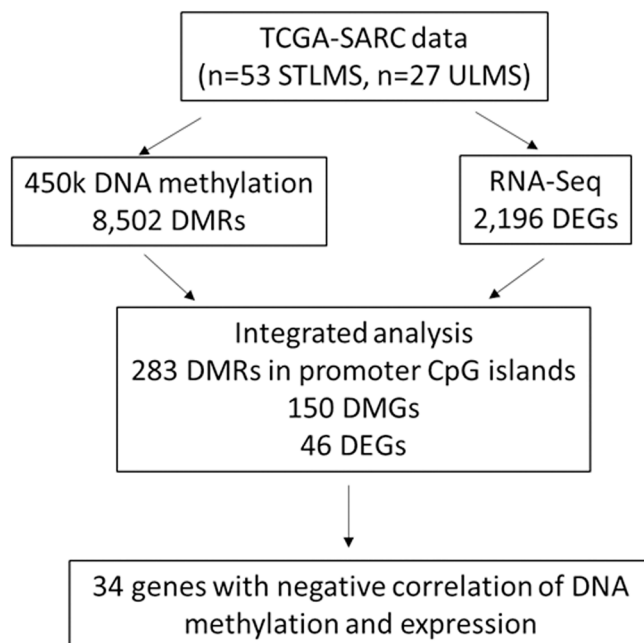 TCGA-SARC data
(n=53 STLMS, n=27 ULMS)
450k DNA methylation
8,502 DMRs
RNA-Seq
2,196 DEGs
Integrated analysis
283 DMRs in promoter CpG islands
150 DMGs
46 DEGs
34 genes with negative correlation of DNA
methylation and expression